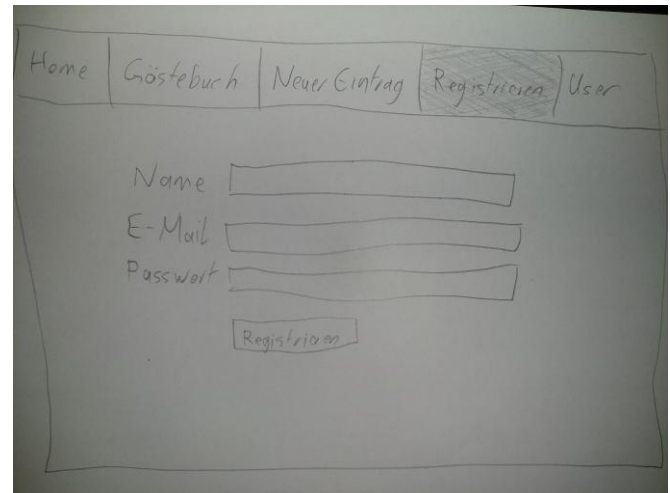 Home Gästebuch Neuer Eintrag Registrieren User
Name
E-Mail
Passwort
Registrieren